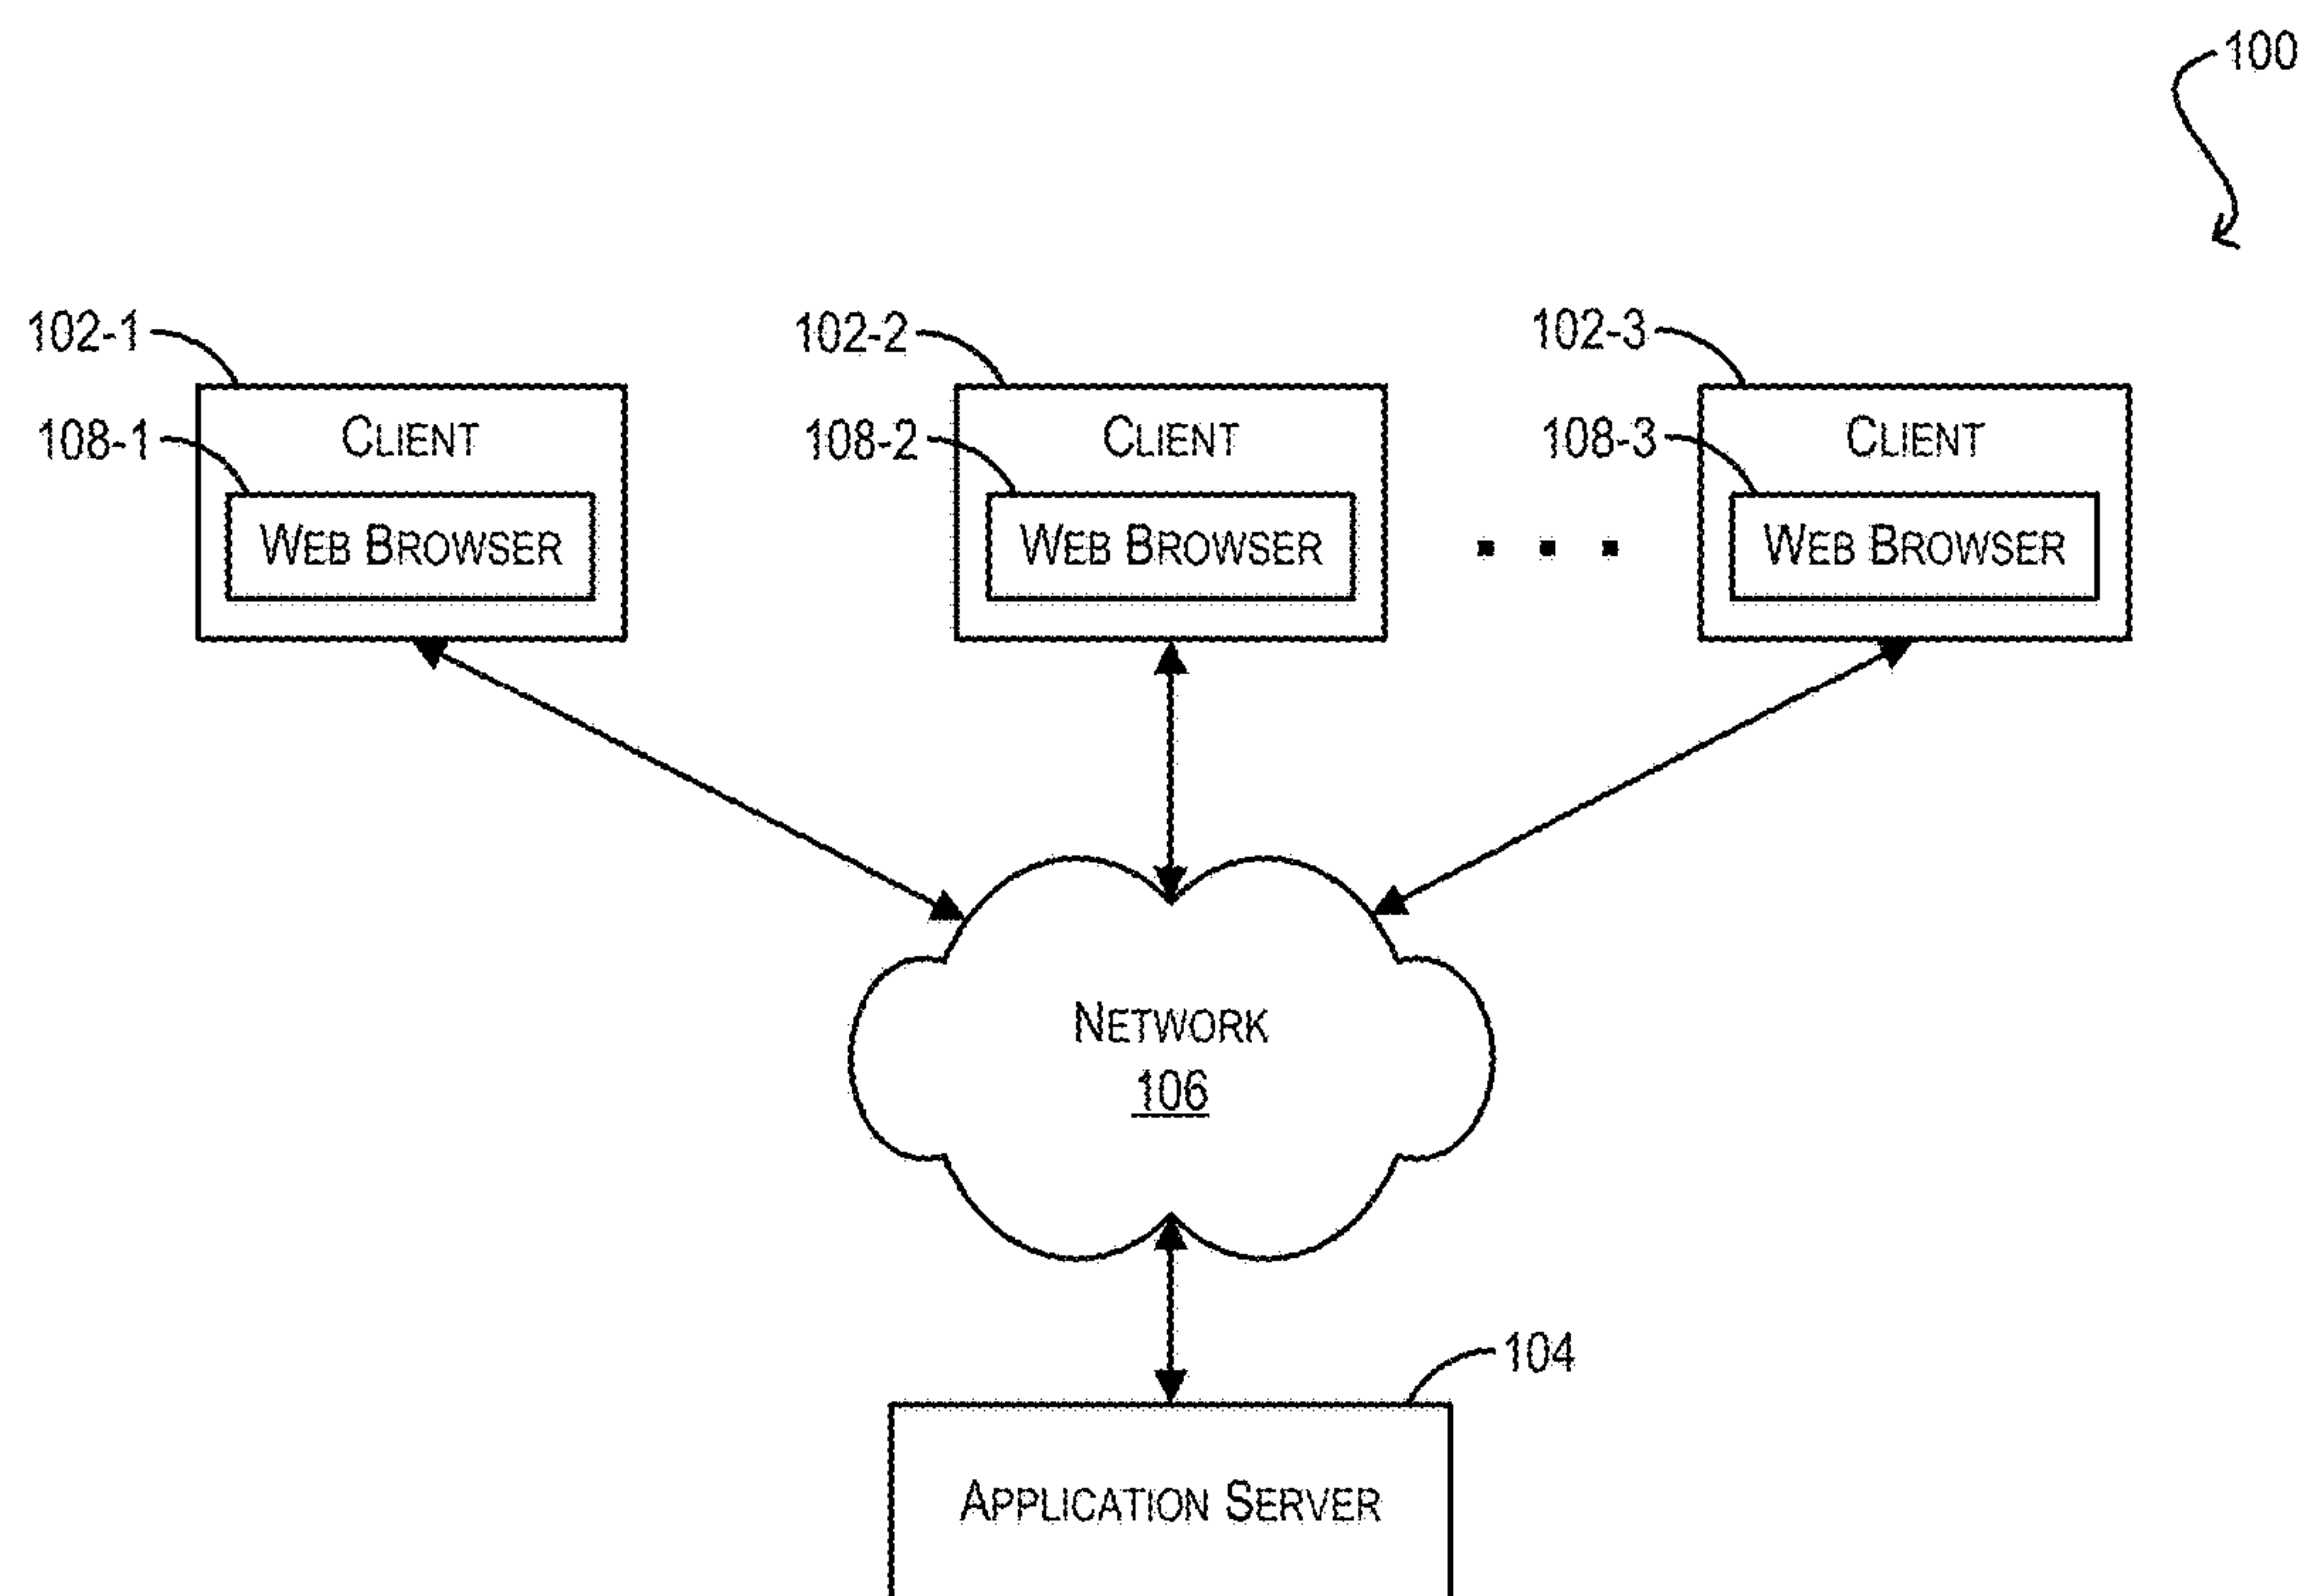 100
102-1
102-2
102-3
108-1
CLIENT
108-2
CLIENT
108-3
CLIENT
WEB BROWSER
WEB BROWSER
WEB BROWSER
NETWORK
106
104
APPLICATION SERVER